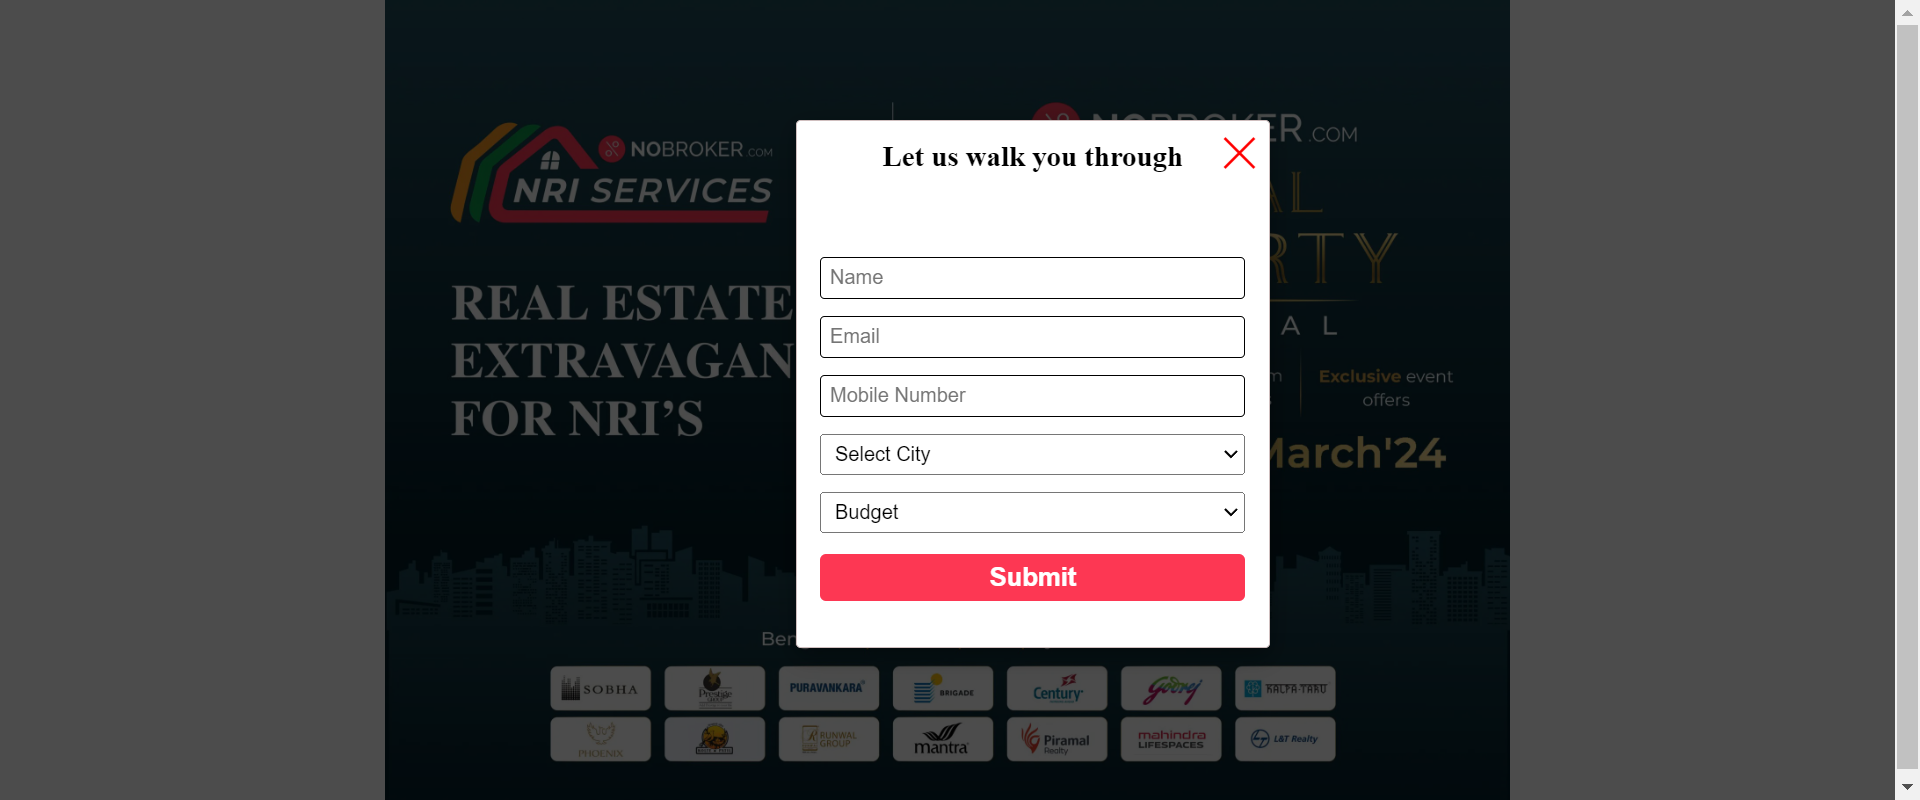 NOBROKER.COM
NRI SERVICES
REAL ESTATE
EXTRAVAGAN
FOR NRI'S
.COM
RTY
AL
Exclusive event
offers
March'24
Let us walk you through
Name
Email
Mobile Number
Select City
Budget
Submit
SOBHA
Prestige
PURAVANKARA
BRIGADE
Century
Godrej
KALPA-TARU
PHOENIX
RUNWAL
GROUP
mantra
Piramal
Realty
mahindra
LIFESPACES
L&T Realty